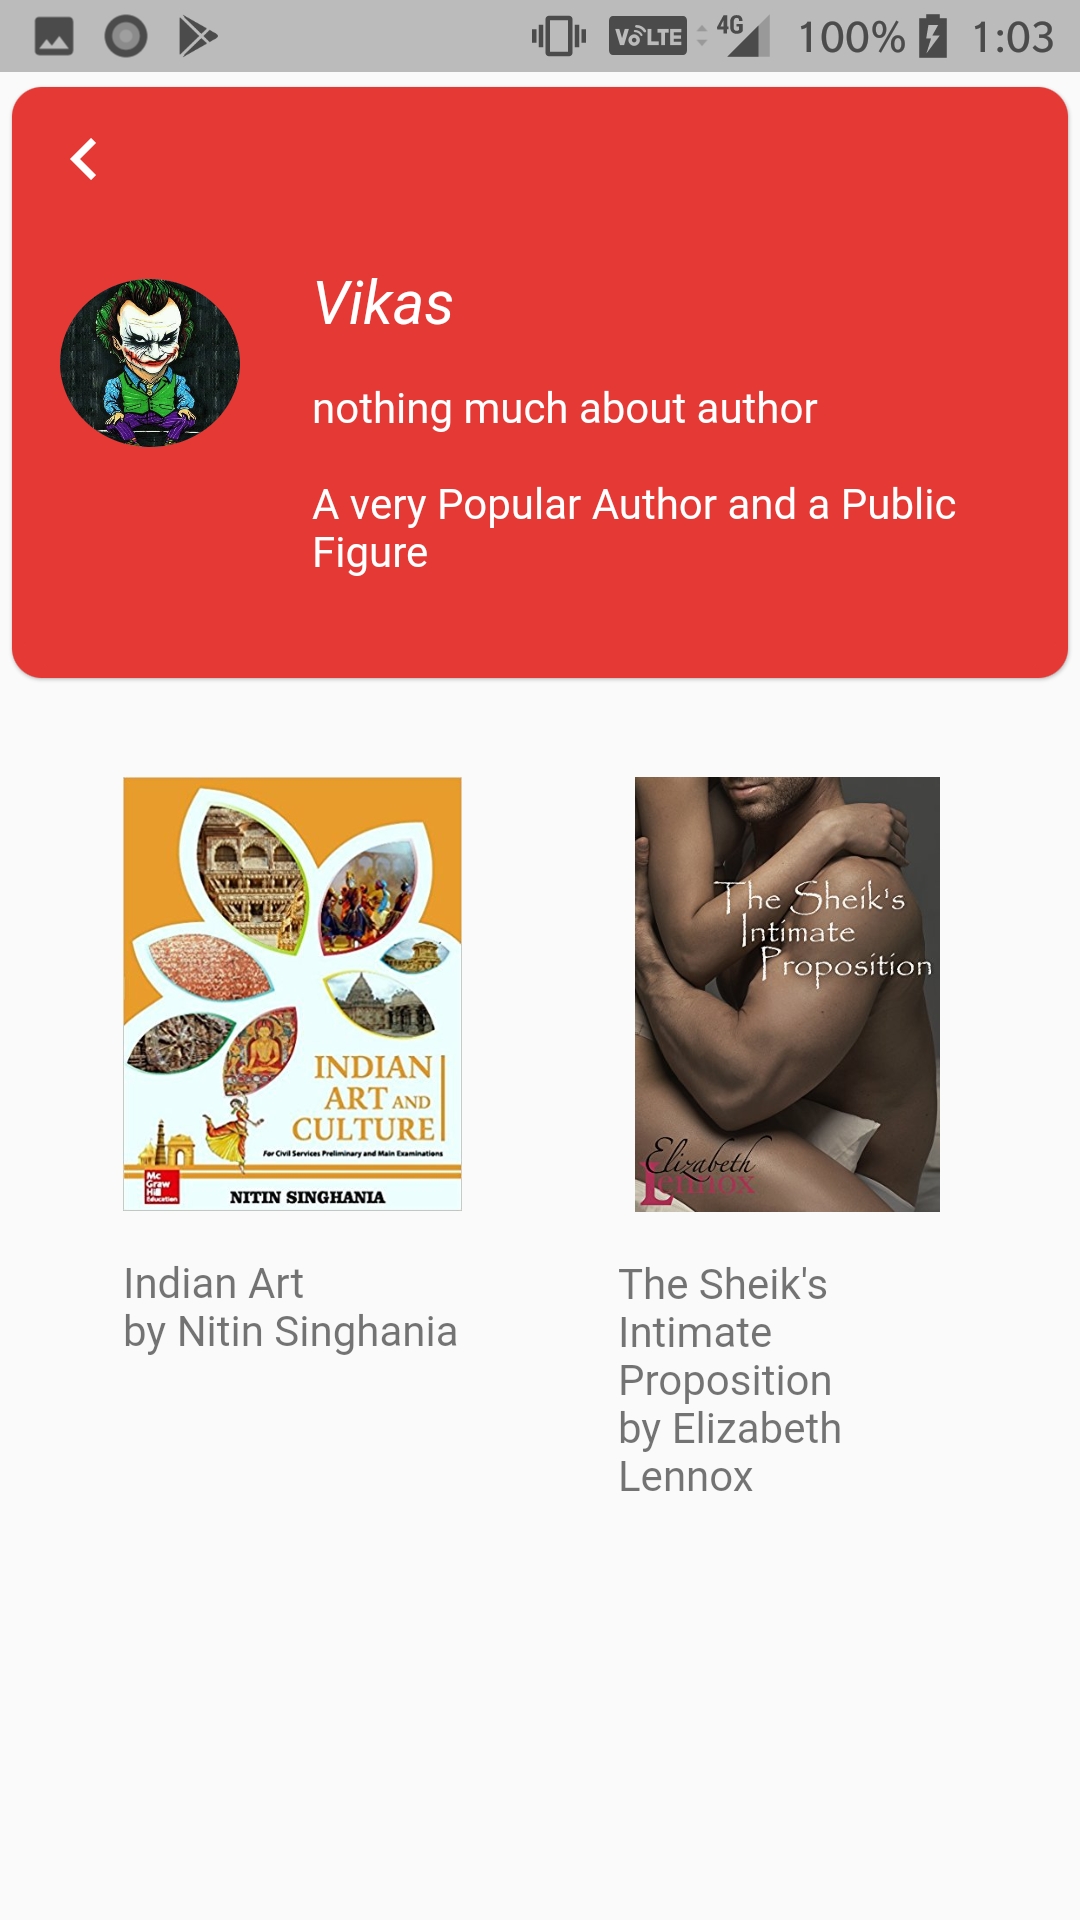 VoLTE 4G 100% 1:03
Vikas
nothing much about author
A very Popular Author and a Public
Figure
INDIAN
ART AND
CULTURE
For Civil Services Preliminary and Main Examinations
Mc
Graw
Hill
Education
NITIN SINGHANIA
The Sheik's
Intimate
Proposition
Elizabeth
Lennox
Indian Art
by Nitin Singhania
The Sheik's
Intimate
Proposition
by Elizabeth
Lennox